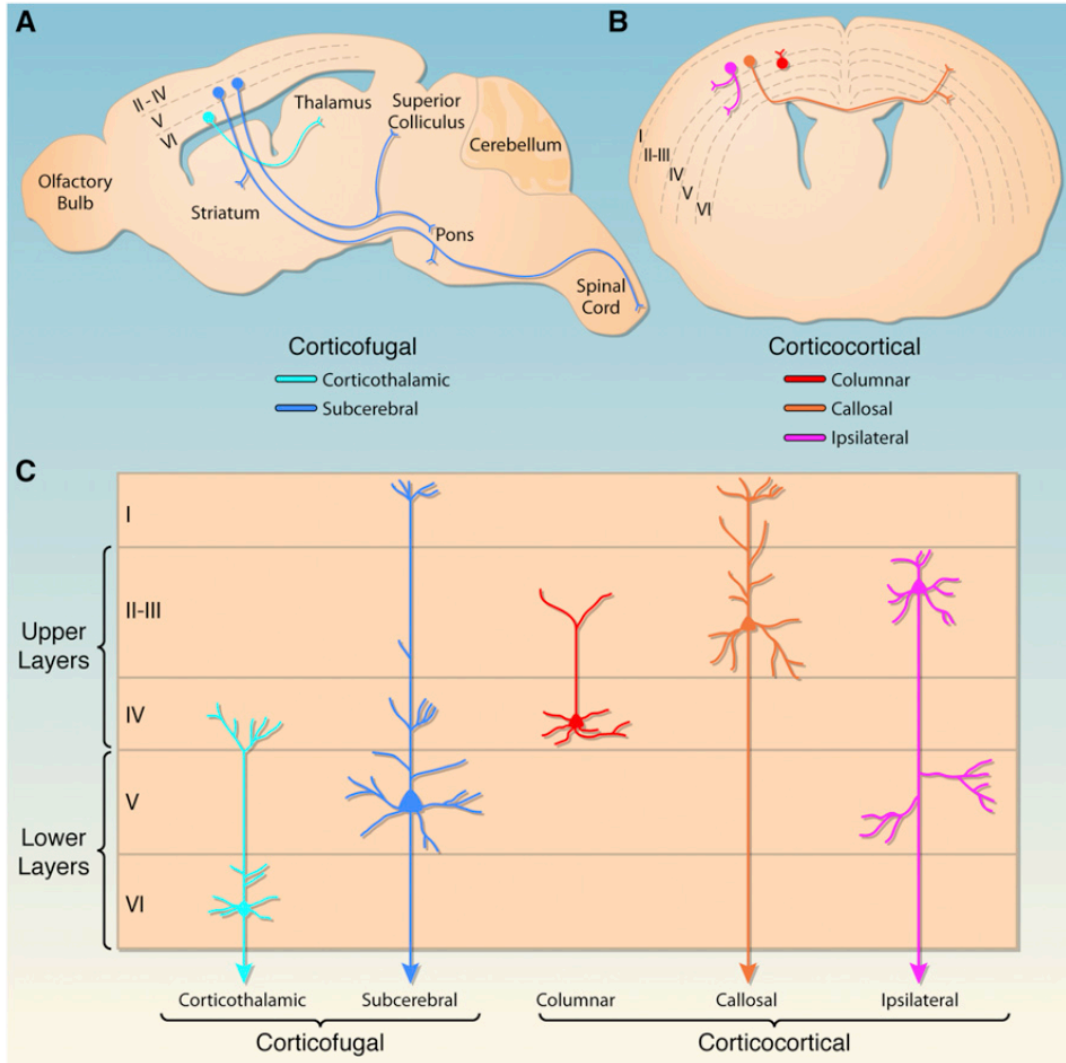 A
II - IV
V
VI
Thalamus
Superior
Colliculus
Cerebellum
Olfactory
Bulb
Striatum
Pons
Spinal
Cord
Corticofugal
Corticothalamic
Subcerebral
B
I
II-III
IV
V
VI
Corticocortical
Columnar
Callosal
Ipsilateral
C
I
II-III
IV
V
VI
Upper
Layers
Lower
Layers
Corticothalamic
Subcerebral
Columnar
Callosal
Ipsilateral
Corticofugal
Corticocortical